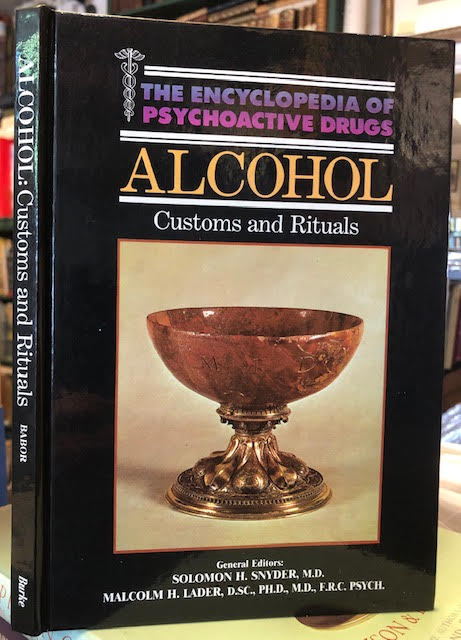 THE ENCYCLOPEDIA OF
PSYCHOACTIVE DRUGS
ALCOHOL
Customs and Rituals
General Editors:
SOLOMON H. SNYDER, M.D.
MALCOLM H. LADER, D.SC., PH.D., M.D., F.R.C. PSYCH.
ALCOHOL: Customs and Rituals
BABOR
Burke